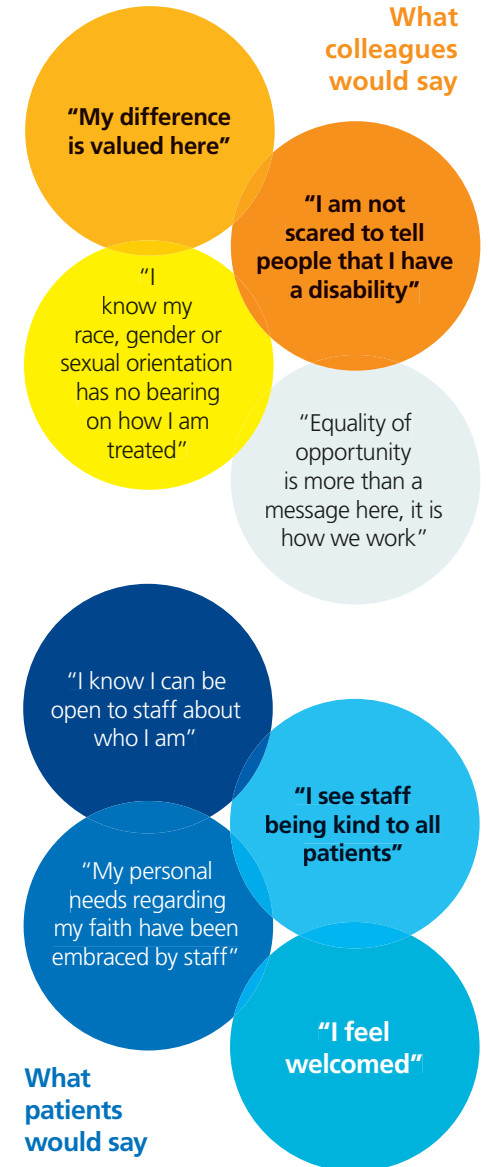 What
colleagues
would say
“My difference
is valued here”
“I am not
scared to tell
people that I have
a disability”
“I
know my
race, gender or
sexual orientation
has no bearing
on how I am
treated”
“Equality of
opportunity
is more than a
message here, it is
how we work”
“I know I can be
open to staff about
who I am”
“I see staff
being kind to all
patients”
“My personal
needs regarding
my faith have been
embraced by staff”
“I feel
welcomed”
What
patients
would say